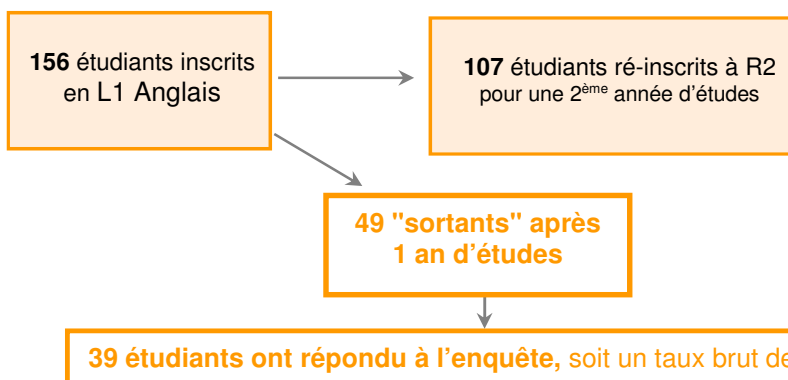 156 étudiants inscrits
en L1 Anglais
107 étudiants ré-inscrits à R2
pour une 2ème année d'études
49 "sortants" après
1 an d'études
39 étudiants ont répondu à l'enquête, soit un taux brut de